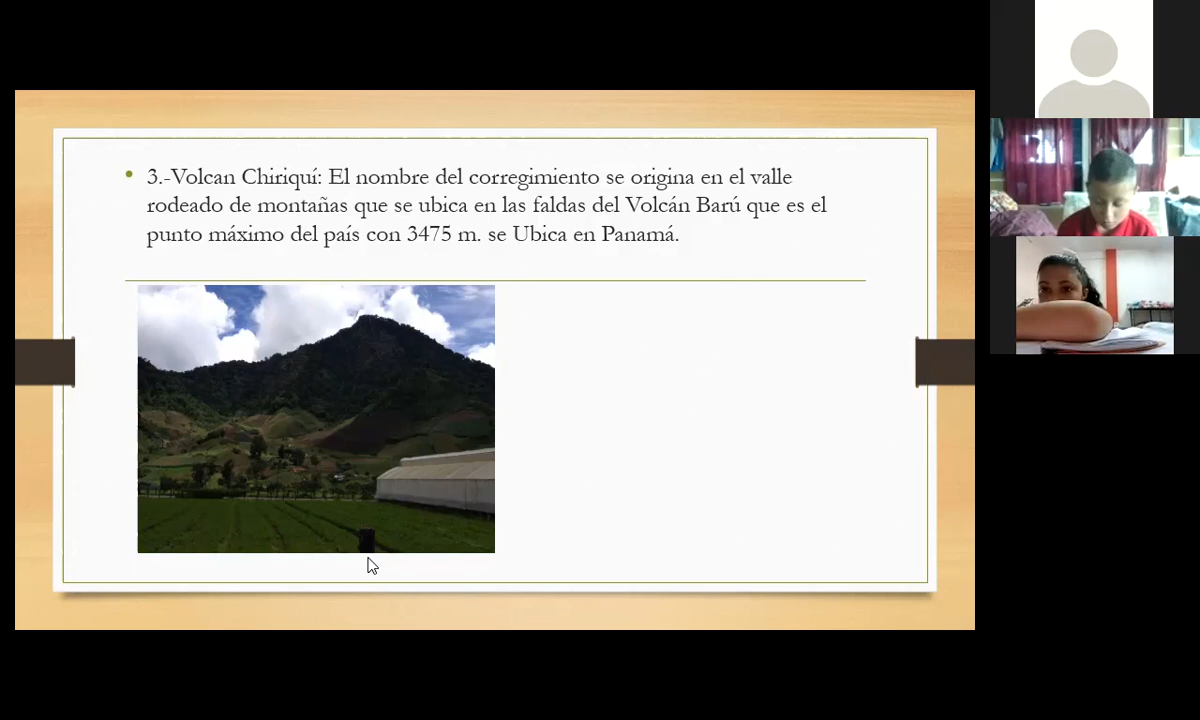 3.-Volcan Chiriquí: El nombre del corregimiento se origina en el valle
rodeado de montañas que se ubica en las faldas del Volcán Barú que es el
punto máximo del país con 3475 m. se Ubica en Panamá.